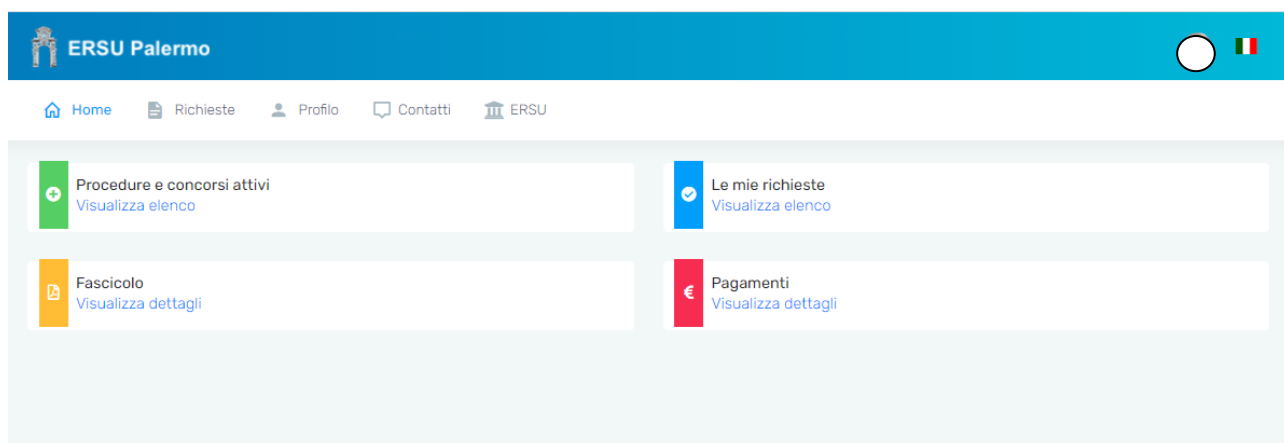 ERSU Palermo
Home Richieste Profilo Contatti ERSU
Procedure e concorsi attivi
Visualizza elenco
Le mie richieste
Visualizza elenco
Fascicolo
Visualizza dettagli
€
Pagamenti
Visualizza dettagli